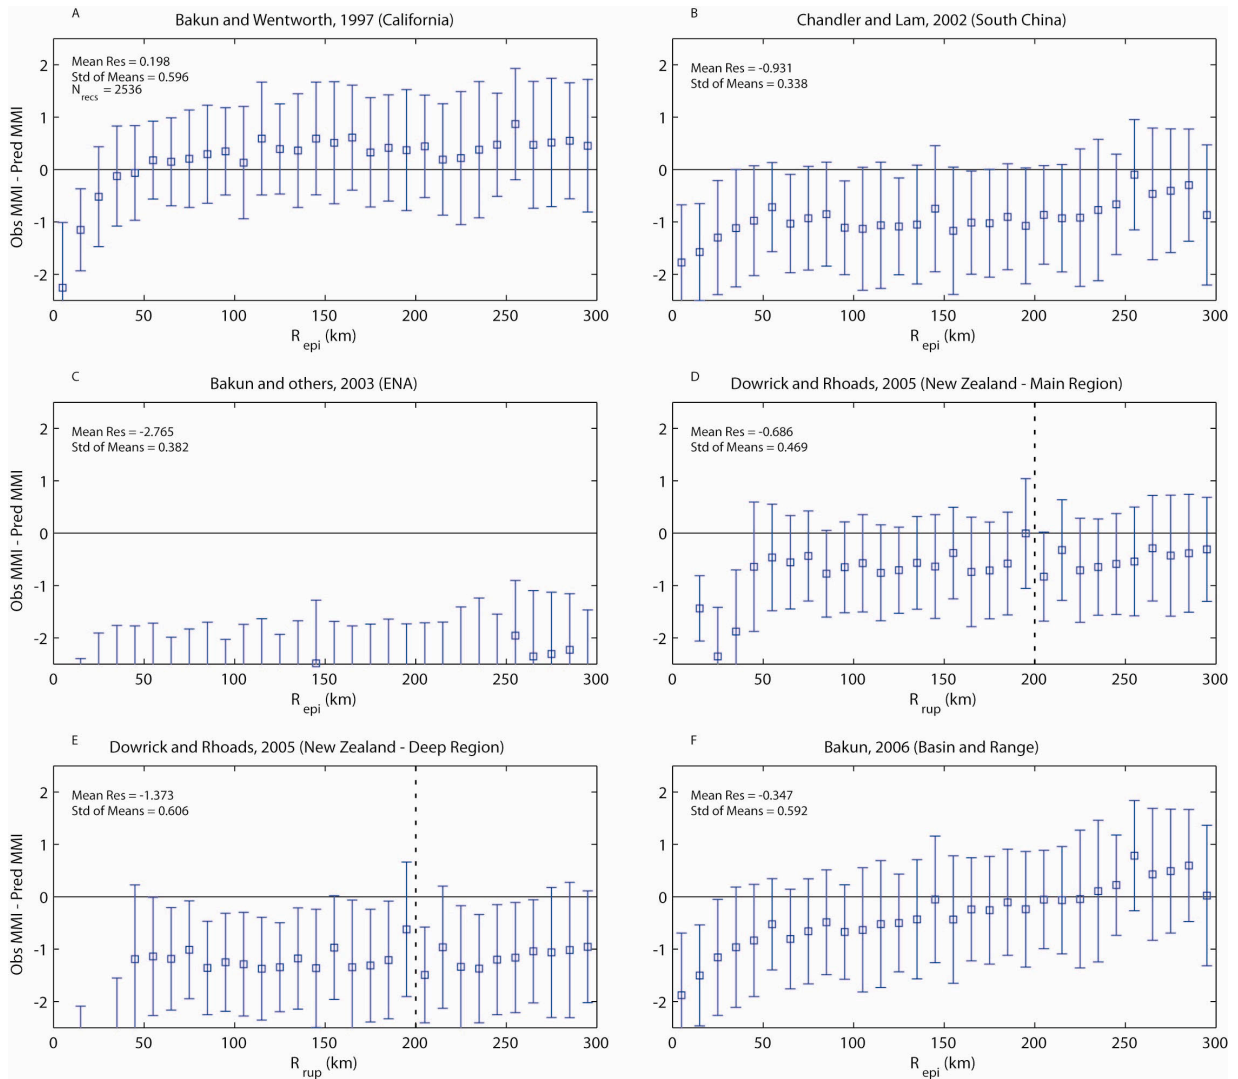 A
Bakun and Wentworth, 1997 (California)
Mean Res = 0.198
Std of Means = 0.596
N recs = 2536
Obs MMI - Pred MMI
2
1
0
-1
-2
0 50 100 150 200 250 300
R epi (km)
B
Chandler and Lam, 2002 (South China)
Mean Res = -0.931
Std of Means = 0.338
2
1
0
-1
-2
0 50 100 150 200 250 300
R epi (km)
C
Bakun and others, 2003 (ENA)
Mean Res = -2.765
Std of Means = 0.382
Obs MMI - Pred MMI
2
1
0
-1
-2
0 50 100 150 200 250 300
R epi (km)
D
Dowrick and Rhoads, 2005 (New Zealand - Main Region)
Mean Res = -0.686
Std of Means = 0.469
2
1
0
-1
-2
0 50 100 150 200 250 300
R rup (km)
E
Dowrick and Rhoads, 2005 (New Zealand - Deep Region)
Mean Res = -1.373
Std of Means = 0.606
Obs MMI - Pred MMI
2
1
0
-1
-2
0 50 100 150 200 250 300
R rup (km)
F
Bakun, 2006 (Basin and Range)
Mean Res = -0.347
Std of Means = 0.592
2
1
0
-1
-2
0 50 100 150 200 250 300
R epi (km)